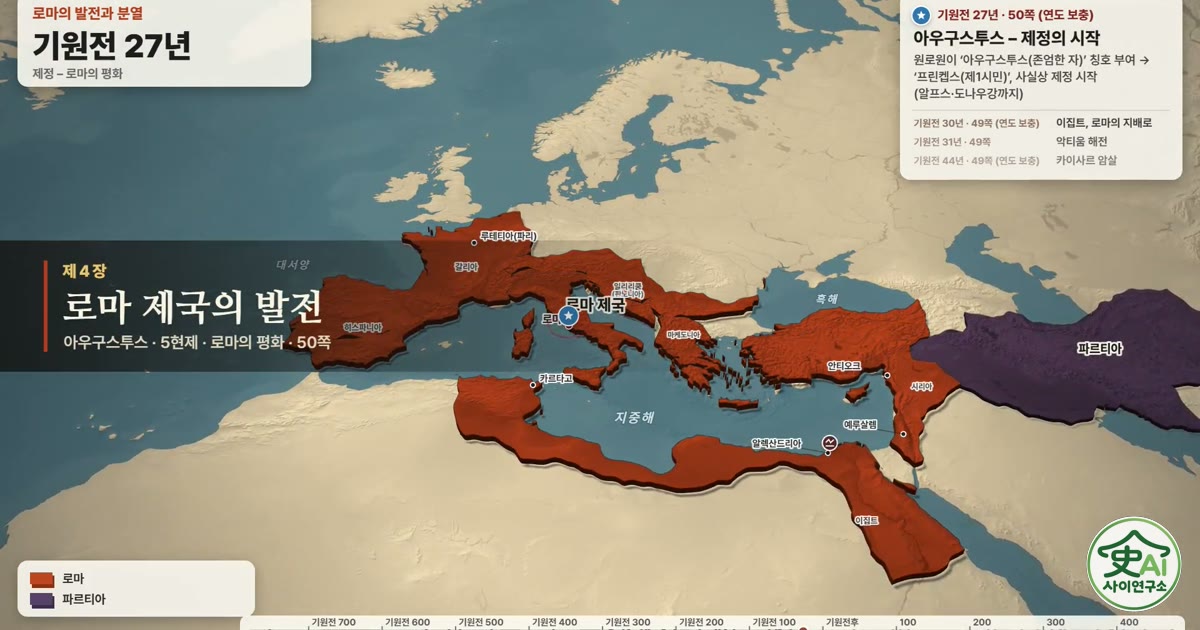 로마의 발전과 분열
기원전 27년
제정 – 로마의 평화
기원전 27년 · 50쪽 (연도 보충)
아우구스투스 – 제정의 시작
원로원이 ‘아우구스투스(존엄한 자)’ 칭호 부여 →
‘프린켑스(제1시민)’, 사실상 제정 시작
(알프스·도나우강까지)
기원전 30년 · 49쪽 (연도 보충) 이집트, 로마의 지배로
기원전 31년 · 49쪽 악티움 해전
기원전 44년 · 49쪽 (연도 보충) 카이사르 암살
제4장
로마 제국의 발전
아우구스투스 · 5현제 · 로마의 평화 · 50쪽
대서양
루테티아(파리)
갈리아
히스파니아
일리리쿰
로마 제국
로마
마케도니아
흑해
파르티아
안티오크
시리아
카르타고
지중해
예루살렘
알렉산드리아
이집트
로마
파르티아
史AI
사이연구소
기원전 700 기원전 600 기원전 500 기원전 400 기원전 300 기원전 200 기원전 100 기원전후 100 200 300 400